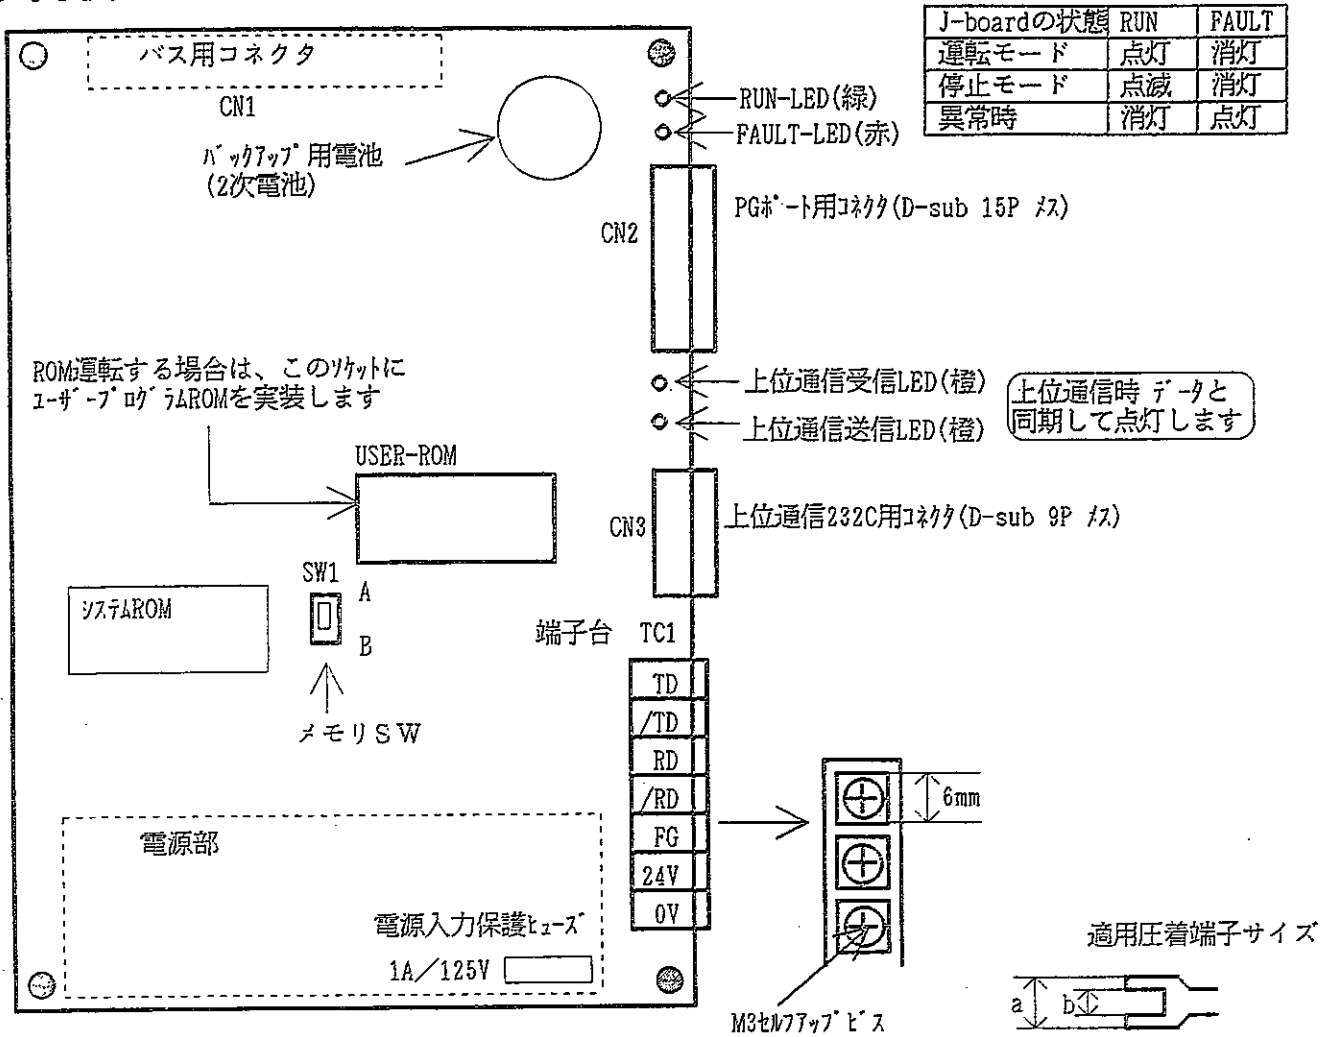 J-boardの状態 RUN FAULT
運転モード 点灯 消灯
停止モード 点滅 消灯
異常時 消灯 点灯
バス用コネクタ
CN1
RUN-LED(緑)
FAULT-LED(赤)
ﾊﾞｯｸｱｯﾌﾟ用電池
(2次電池)
CN2
PGﾎﾟｰﾄ用ｺﾈｸﾀ(D-sub 15P ﾒｽ)
ROM運転する場合は、このｿｹｯﾄに
ﾕｰｻﾞｰﾌﾟﾛｸﾞﾗﾑROMを実装します
上位通信受信LED(橙)
上位通信送信LED(橙)
上位通信時 ﾃﾞｰﾀと
同期して点灯します
USER-ROM
CN3
上位通信232C用ｺﾈｸﾀ(D-sub 9P ﾒｽ)
SW1
A
B
ｼｽﾃﾑROM
メモリSW
端子台 TC1
TD
/TD
RD
/RD
FG
24V
0V
6mm
電源部
電源入力保護ﾋｭｰｽﾞ
1A／125V
M3ｾﾙﾌｱｯﾌﾟﾋﾞｽ
適用圧着端子サイズ
a
b